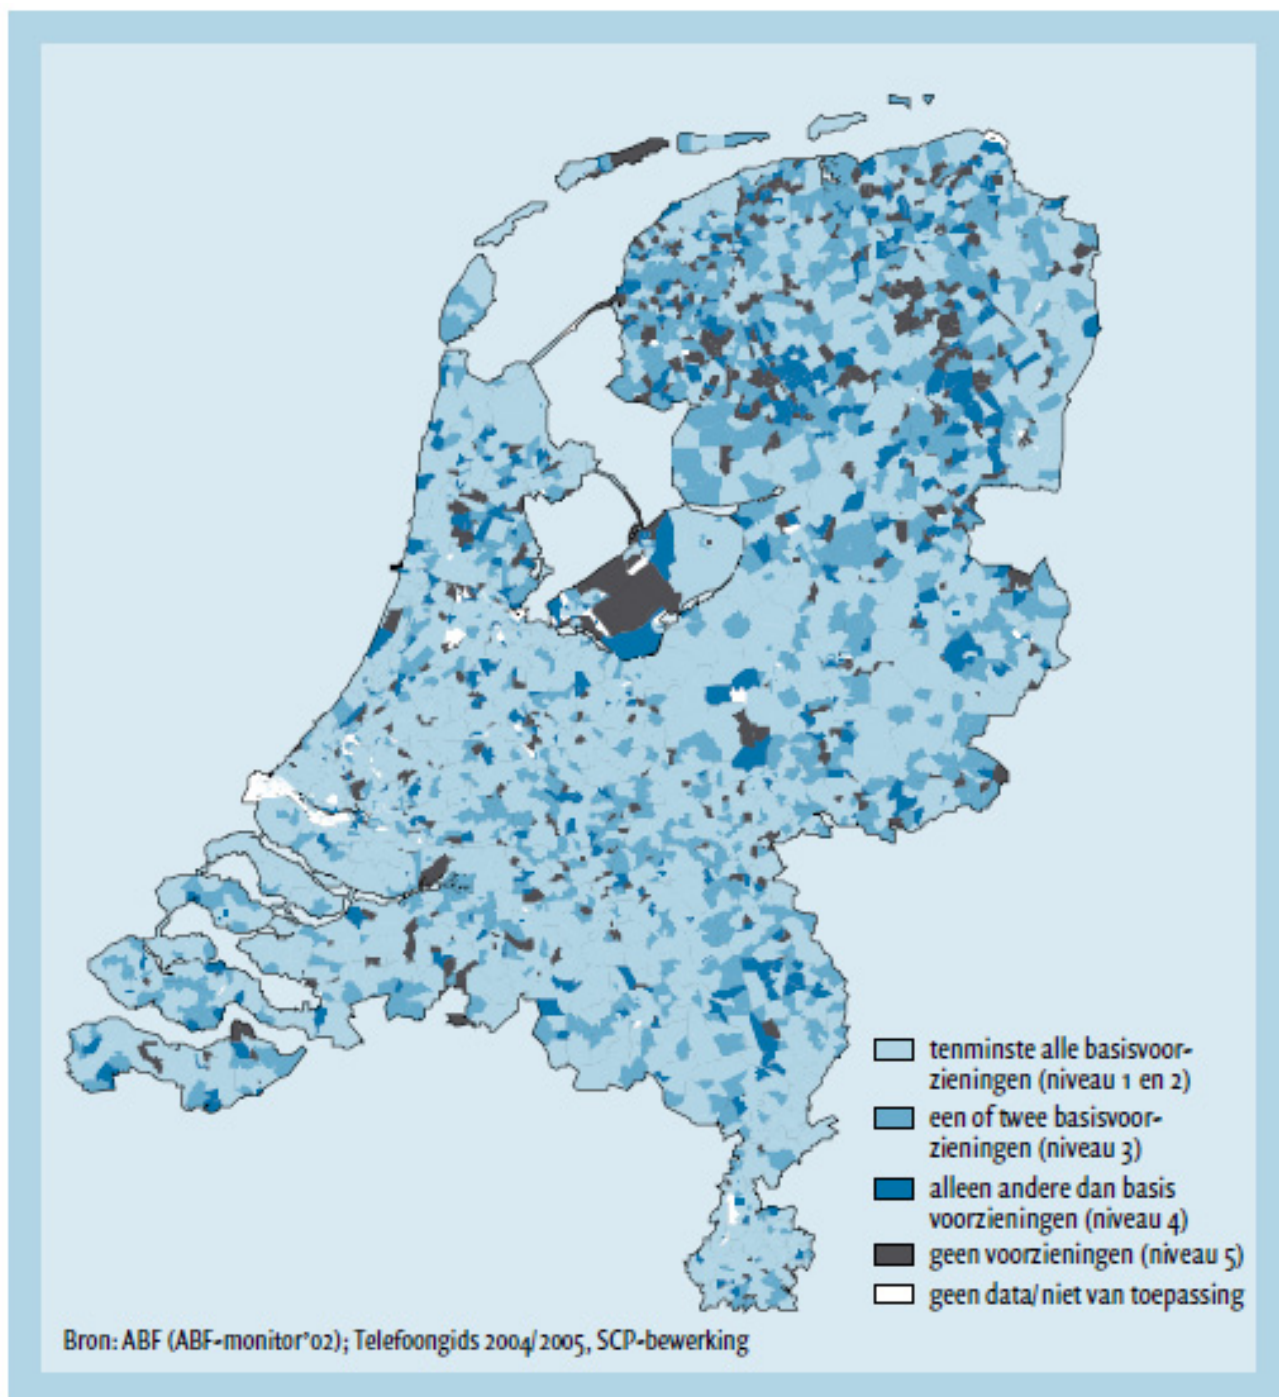 tenminste alle basisvoor-
zieningen (niveau 1 en 2)
een of twee basisvoor-
zieningen (niveau 3)
alleen andere dan basis
voorzieningen (niveau 4)
geen voorzieningen (niveau 5)
geen data/niet van toepassing
Bron: ABF (ABF-monitor'02); Telefoongids 2004/2005, SCP-bewerking